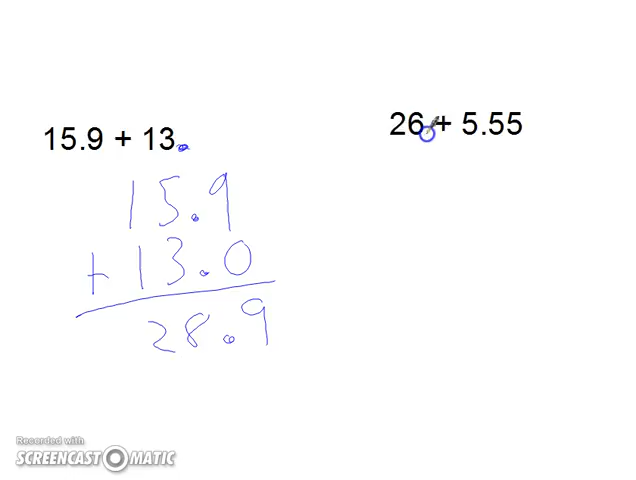 15.9 + 13.
15.9
+ 13.0
28.9
26 + 5.55
Recorded with
SCREENCAST-O-MATIC